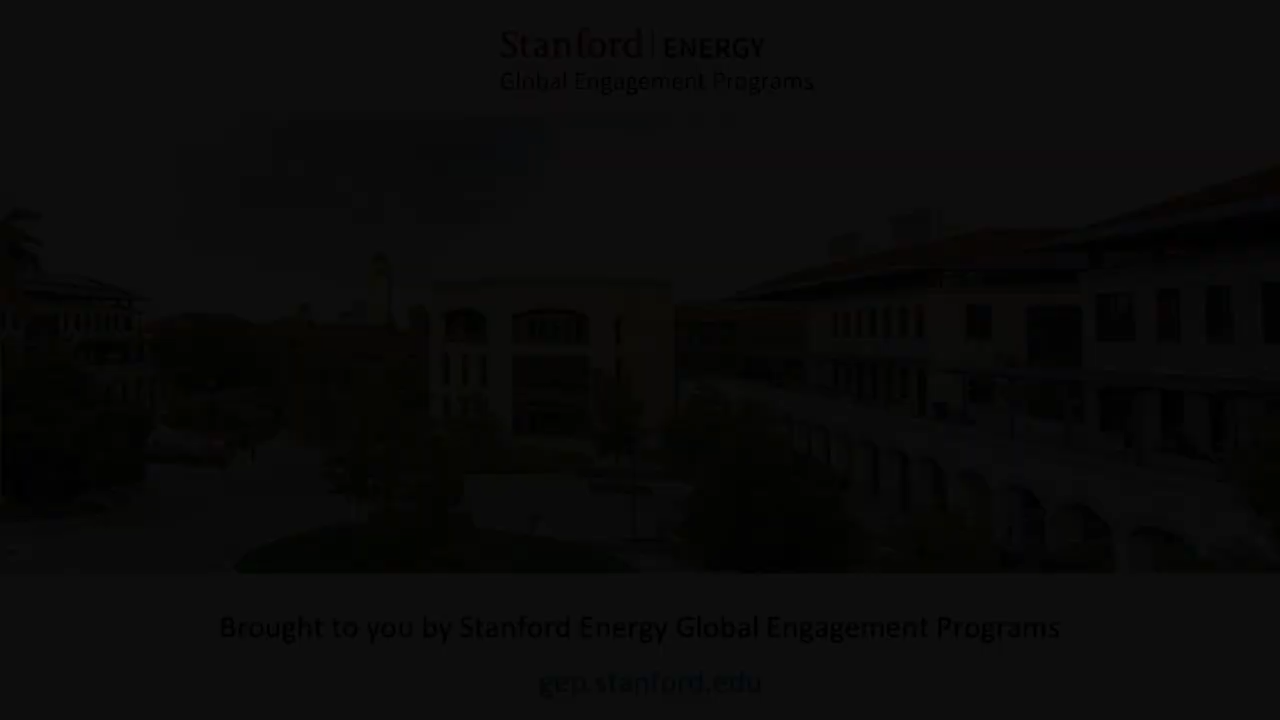 Stanford | ENERGY
Global Engagement Programs
Brought to you by Stanford Energy Global Engagement Programs
gep.stanford.edu